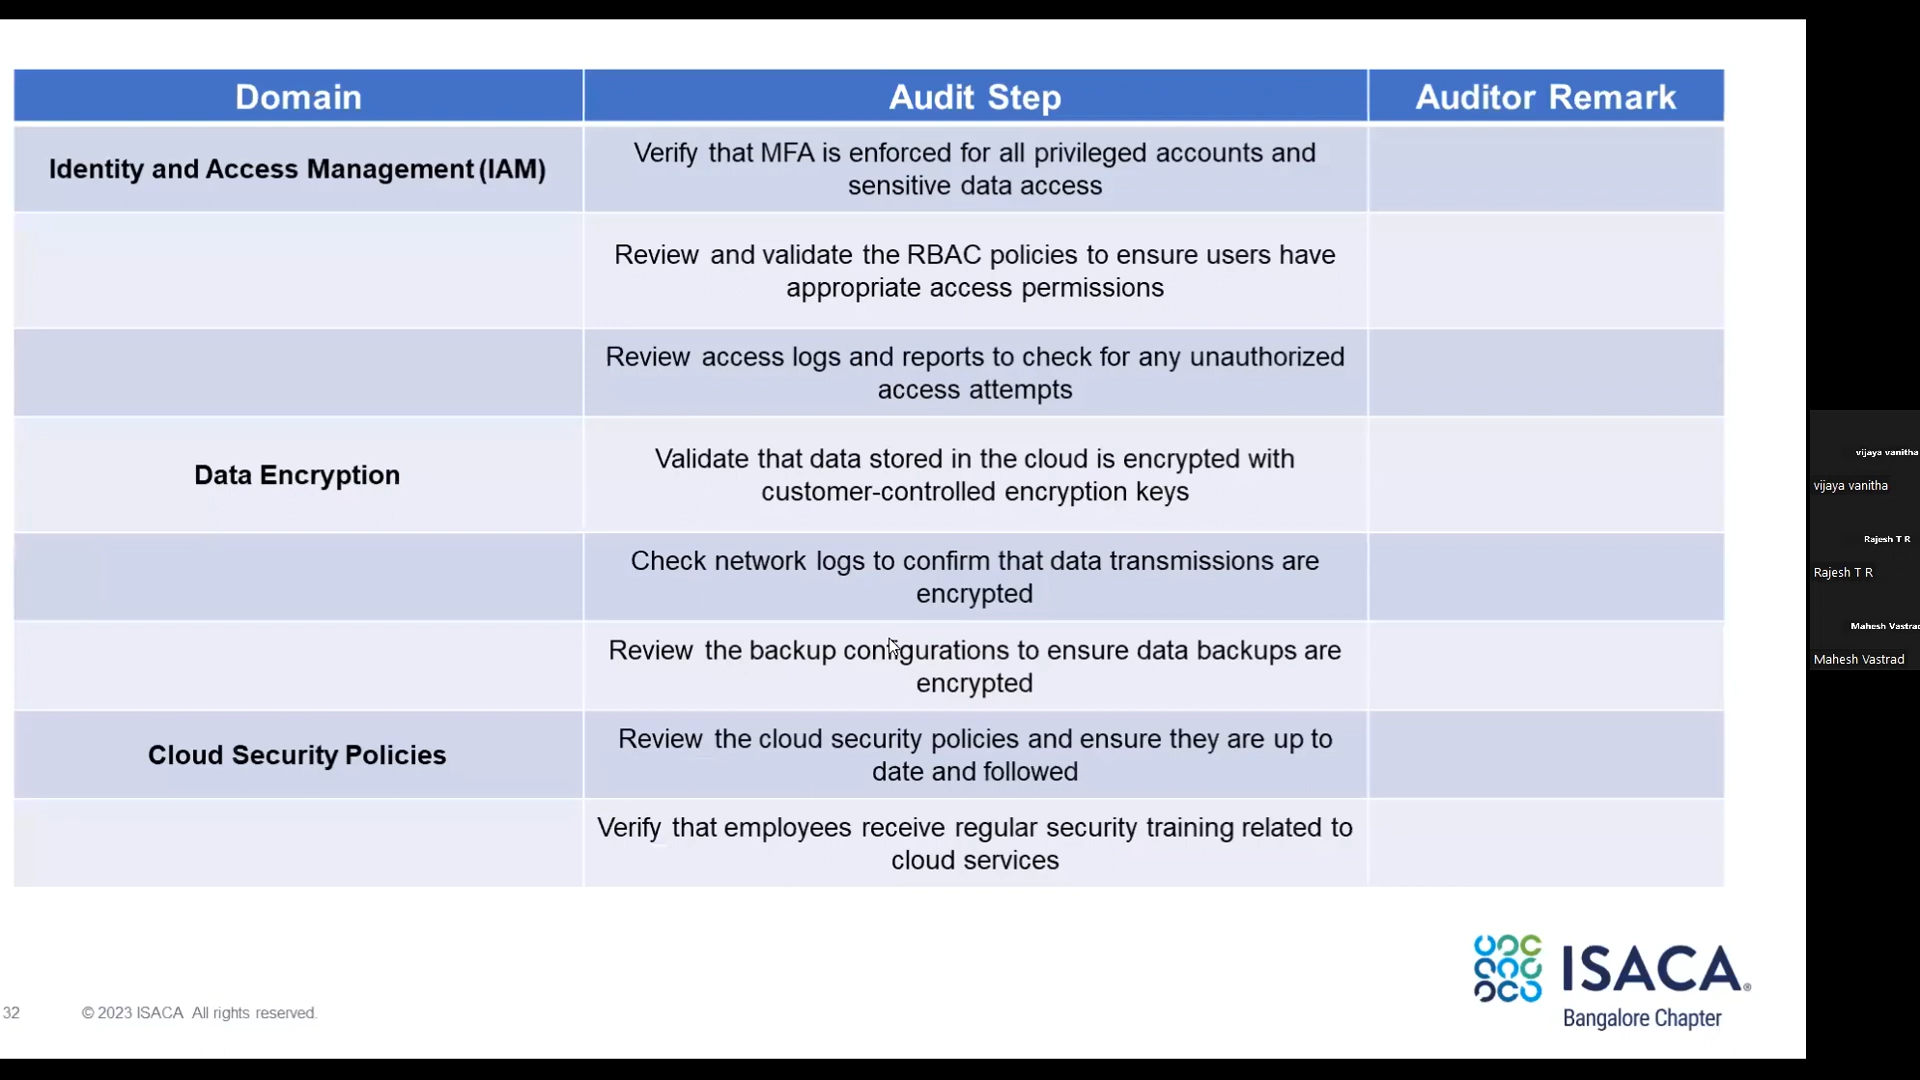 Domain
Audit Step
Auditor Remark
Identity and Access Management (IAM)
Verify that MFA is enforced for all privileged accounts and
sensitive data access
Review and validate the RBAC policies to ensure users have
appropriate access permissions
Review access logs and reports to check for any unauthorized
access attempts
Data Encryption
Validate that data stored in the cloud is encrypted with
customer-controlled encryption keys
Check network logs to confirm that data transmissions are
encrypted
Review the backup configurations to ensure data backups are
encrypted
Cloud Security Policies
Review the cloud security policies and ensure they are up to
date and followed
Verify that employees receive regular security training related to
cloud services
vijaya vanitha
vijaya vanitha
Rajesh T R
Rajesh T R
Mahesh Vastrad
Mahesh Vastrad
ISACA®
Bangalore Chapter
32
© 2023 ISACA All rights reserved.